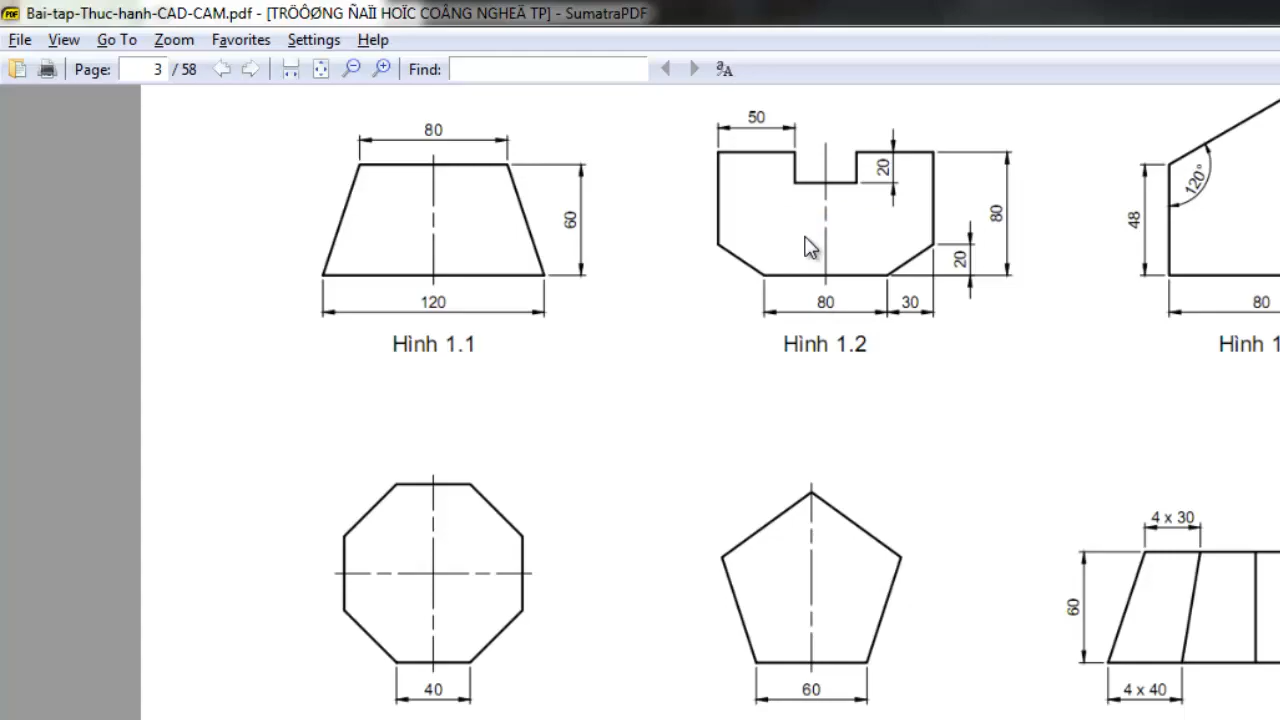 Bai-tap-Thuc-hanh-CAD-CAM.pdf - [TRÖÔØNG ÑAÏI HOÏC COÂNG NGHEÄ TP] - SumatraPDF
File View Go To Zoom Favorites Settings Help
Page: 3 / 58 Find:
80
60
120
Hình 1.1
50
20
80
20
80 30
Hình 1.2
120°
48
80
Hình 1
40
60
4 x 30
60
4 x 40